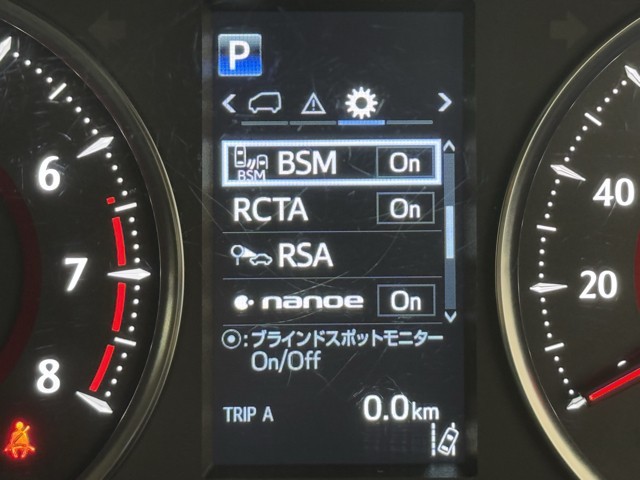 P
BSM
BSM On
RCTA On
RSA
nanoe On
:ブラインドスポットモニター
On/Off
TRIP A 0.0km
6
7
8
40
20